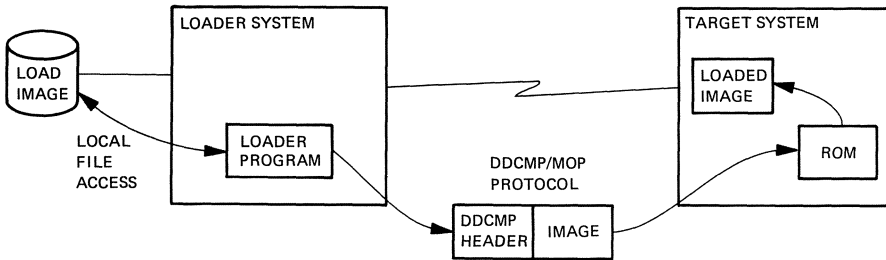 LOADER SYSTEM
TARGET SYSTEM
LOAD
IMAGE
LOADED
IMAGE
LOCAL
FILE
ACCESS
LOADER
PROGRAM
ROM
DDCMP/MOP
PROTOCOL
DDCMP
HEADER
IMAGE